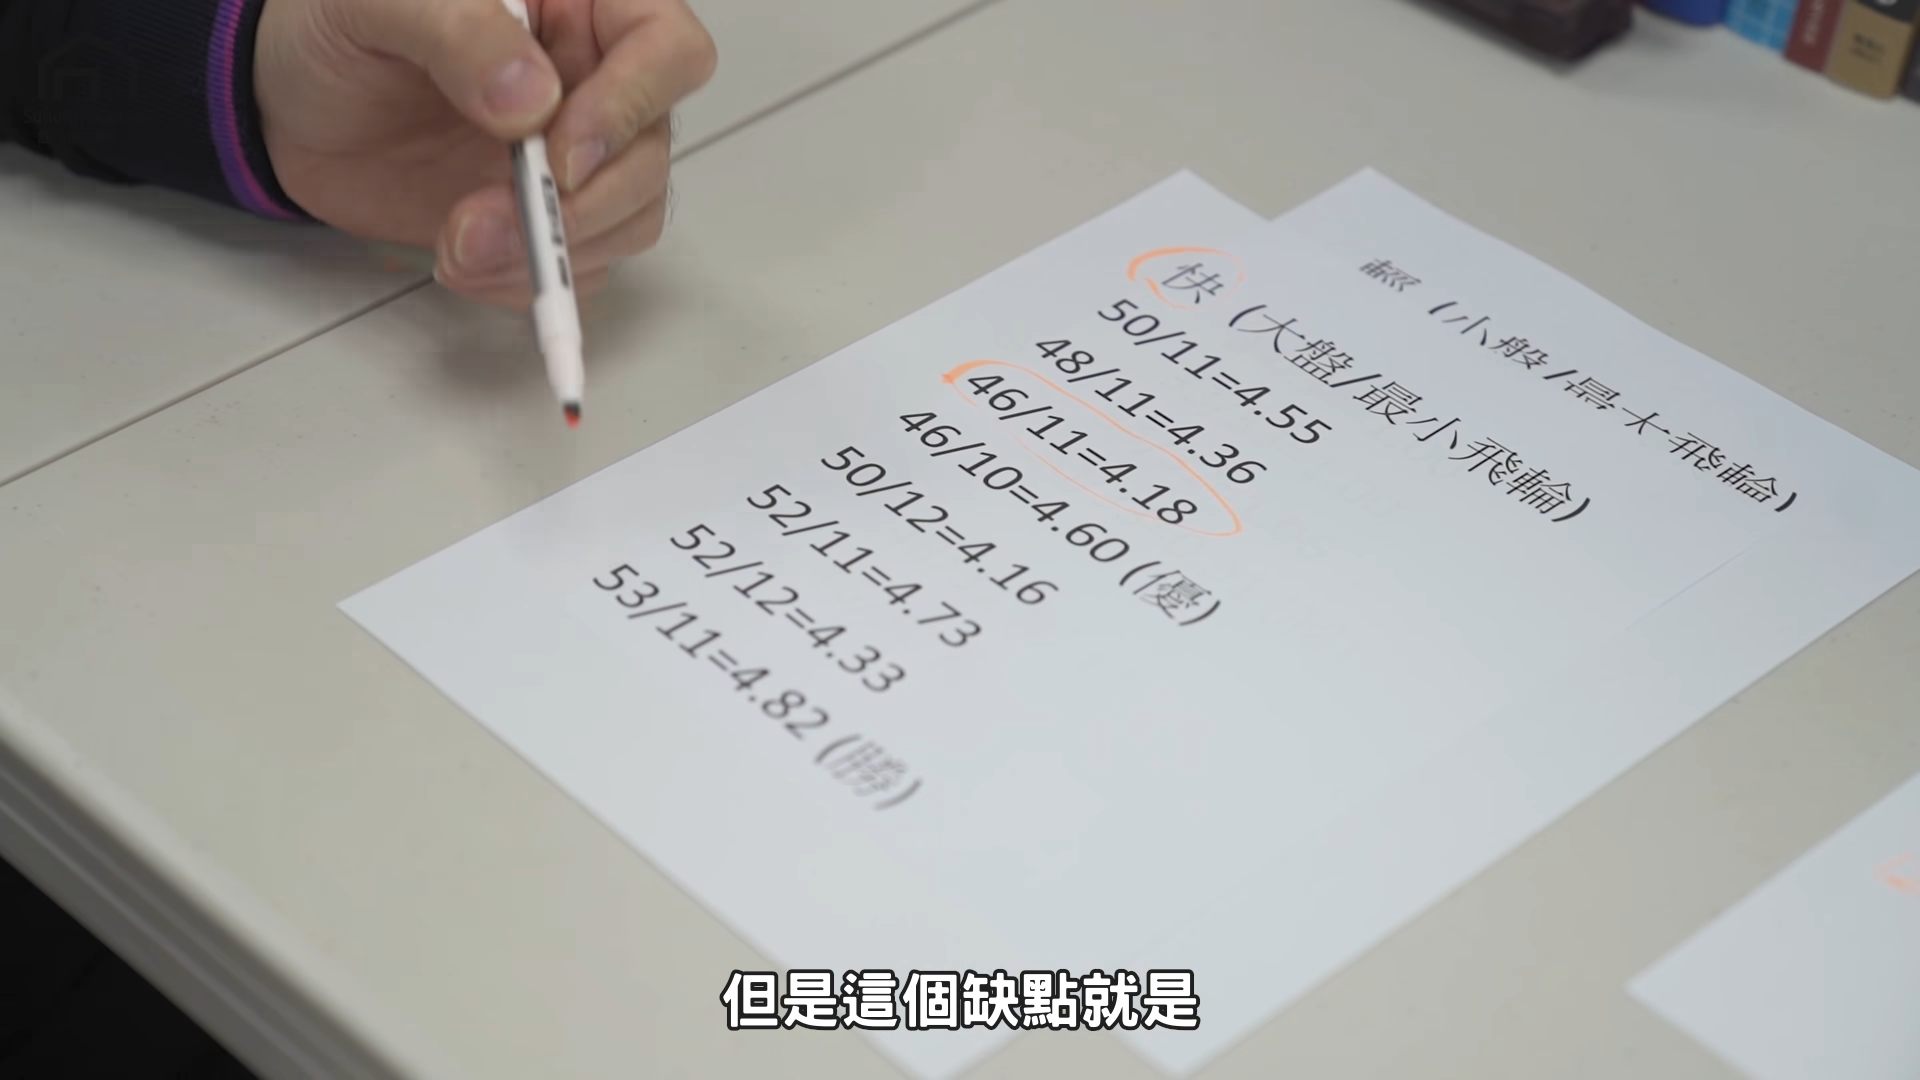 快 (大盤/最小飛輪)
50/11=4.55
48/11=4.36
46/11=4.18
46/10=4.60 (優)
50/12=4.16
52/11=4.73
52/12=4.33
53/11=4.82 (勝)
輕 (小盤/最大飛輪)
但是這個缺點就是